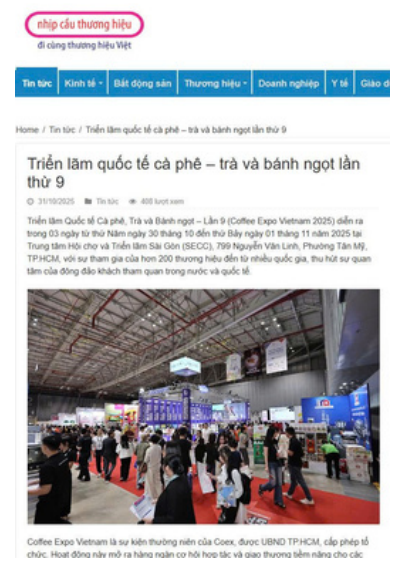 nhịp cầu thương hiệu
đi cùng thương hiệu Việt
Tin tức Kinh tế Bất động sản Thương hiệu Doanh nghiệp Y tế Giáo d
Home / Tin tức / Triển lãm quốc tế cà phê – trà và bánh ngọt lần thứ 9
Triển lãm quốc tế cà phê – trà và bánh ngọt lần
thứ 9
31/10/2025 Tin tức 408 lượt xem
Triển lãm Quốc tế Cà phê, Trà và Bánh ngọt – Lần 9 (Coffee Expo Vietnam 2025) diễn ra
trong 03 ngày từ thứ Năm ngày 30 tháng 10 đến thứ Bảy ngày 01 tháng 11 năm 2025 tại
Trung tâm Hội chợ và Triển lãm Sài Gòn (SECC), 799 Nguyễn Văn Linh, Phường Tân Mỹ,
TP.HCM, với sự tham gia của hơn 200 thương hiệu đến từ nhiều quốc gia, thu hút sự quan
tâm của đông đảo khách tham quan trong nước và quốc tế.
Coffee Expo Vietnam là sự kiện thường niên của Coex, được UBND TP.HCM, cấp phép tổ
chức. Hoạt động này mở ra hàng ngàn cơ hội hợp tác và giao thương tiềm năng cho các